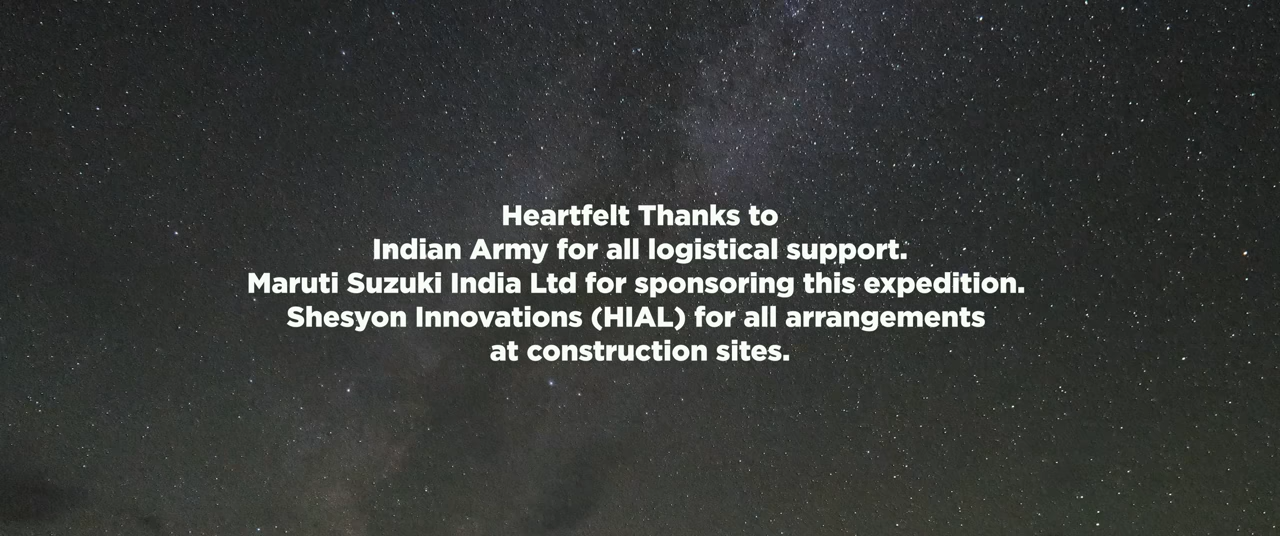 Heartfelt Thanks to
Indian Army for all logistical support.
Maruti Suzuki India Ltd for sponsoring this expedition.
Shesyon Innovations (HIAL) for all arrangements
at construction sites.